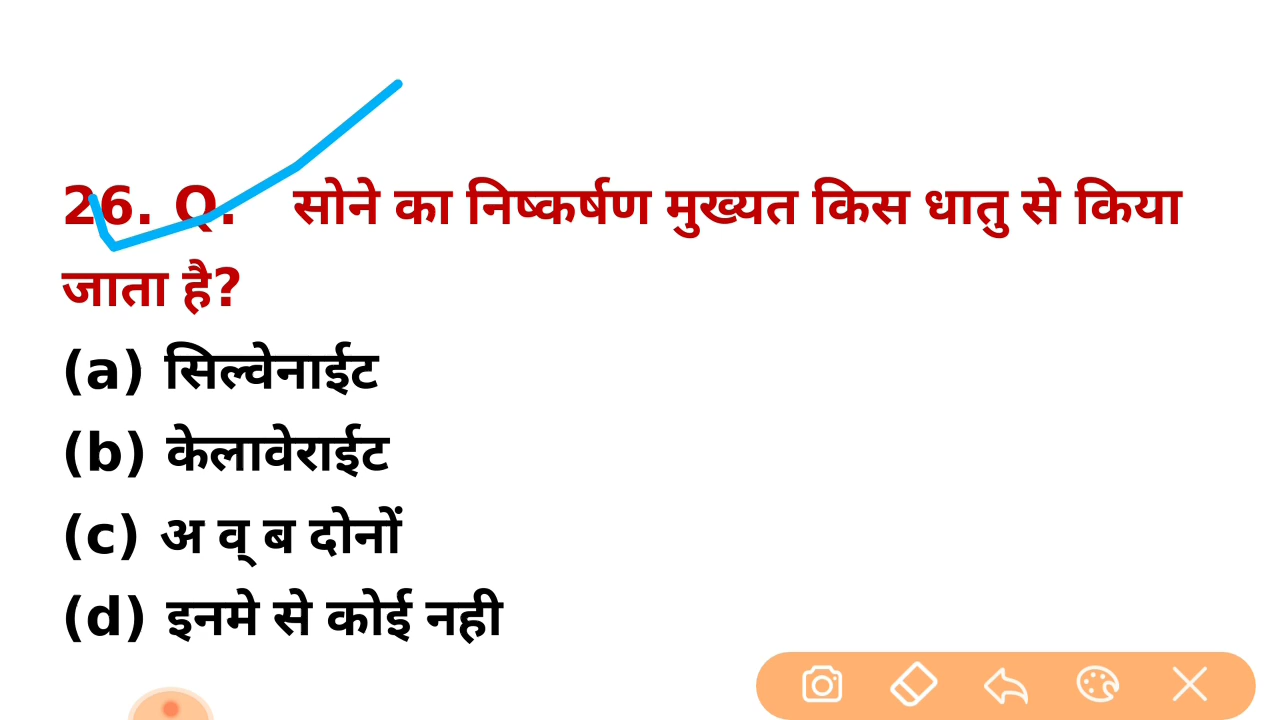 26. Q. सोने का निष्कर्षण मुख्यत किस धातु से किया
जाता है?
(a) सिल्वेनाईट
(b) केलावेराईट
(c) अ व् ब दोनों
(d) इनमे से कोई नही